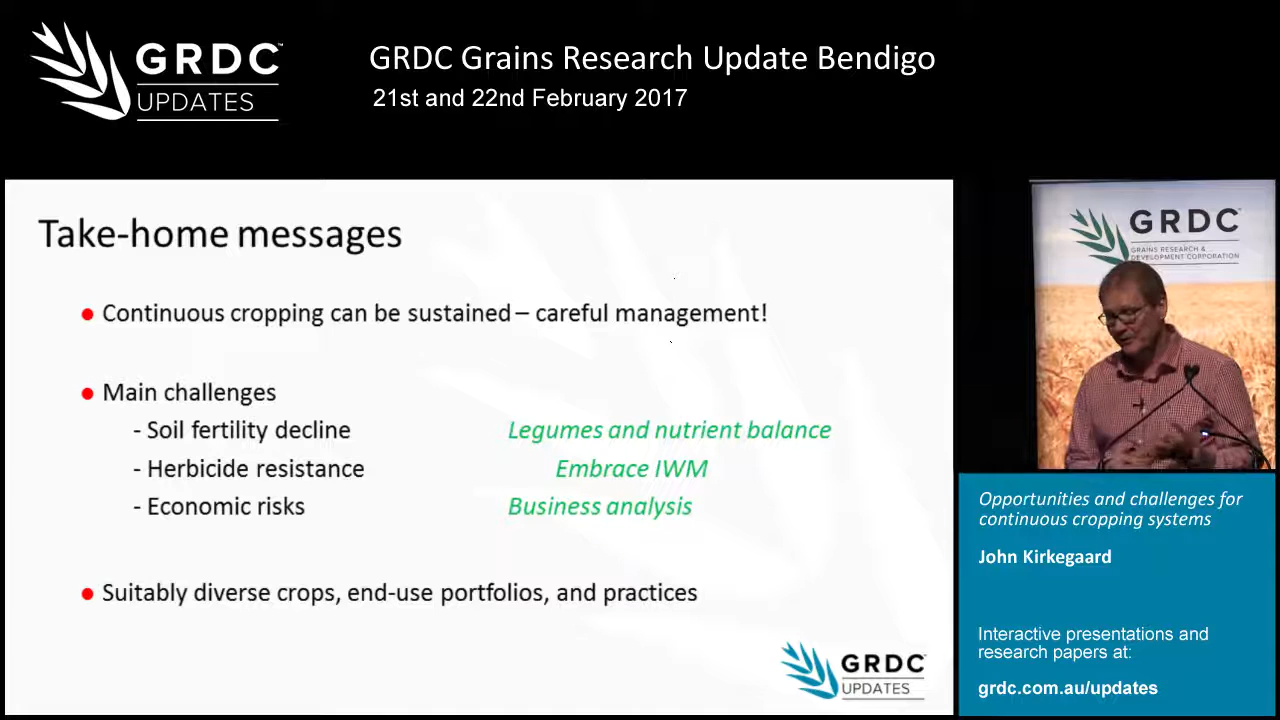 GRDC
UPDATES
GRDC Grains Research Update Bendigo
21st and 22nd February 2017
Take-home messages
Continuous cropping can be sustained – careful management!
Main challenges
- Soil fertility decline Legumes and nutrient balance
- Herbicide resistance Embrace IWM
- Economic risks Business analysis
Suitably diverse crops, end-use portfolios, and practices
GRDC
UPDATES
GRDC
GRAINS RESEARCH &
DEVELOPMENT CORPORATION
Opportunities and challenges for
continuous cropping systems
John Kirkegaard
Interactive presentations and
research papers at:
grdc.com.au/updates